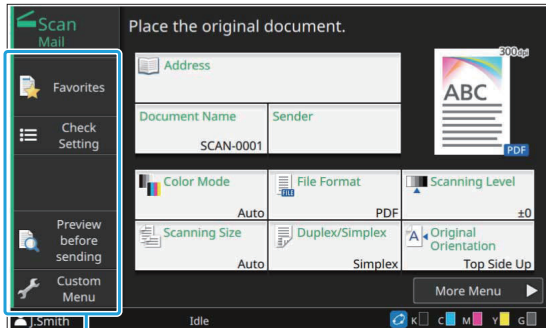 Scan
Mail
Place the original document.
Favorites
Check
Setting
Preview
before
sending
Custom
Menu
Address
Document Name
SCAN-0001
Sender
300dpi
ABC
PDF
Color Mode
Auto
File Format
PDF
Scanning Level
±0
Scanning Size
Auto
Duplex/Simplex
Simplex
Original
Orientation
Top Side Up
More Menu
J.Smith
Idle
K
C
M
Y
G